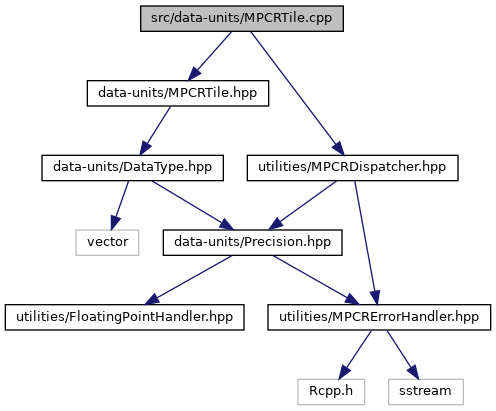 src/data-units/MPCRTile.cpp
data-units/MPCRTile.hpp
data-units/DataType.hpp
utilities/MPCRDispatcher.hpp
vector
data-units/Precision.hpp
utilities/FloatingPointHandler.hpp
utilities/MPCRErrorHandler.hpp
Rcpp.h
sstream